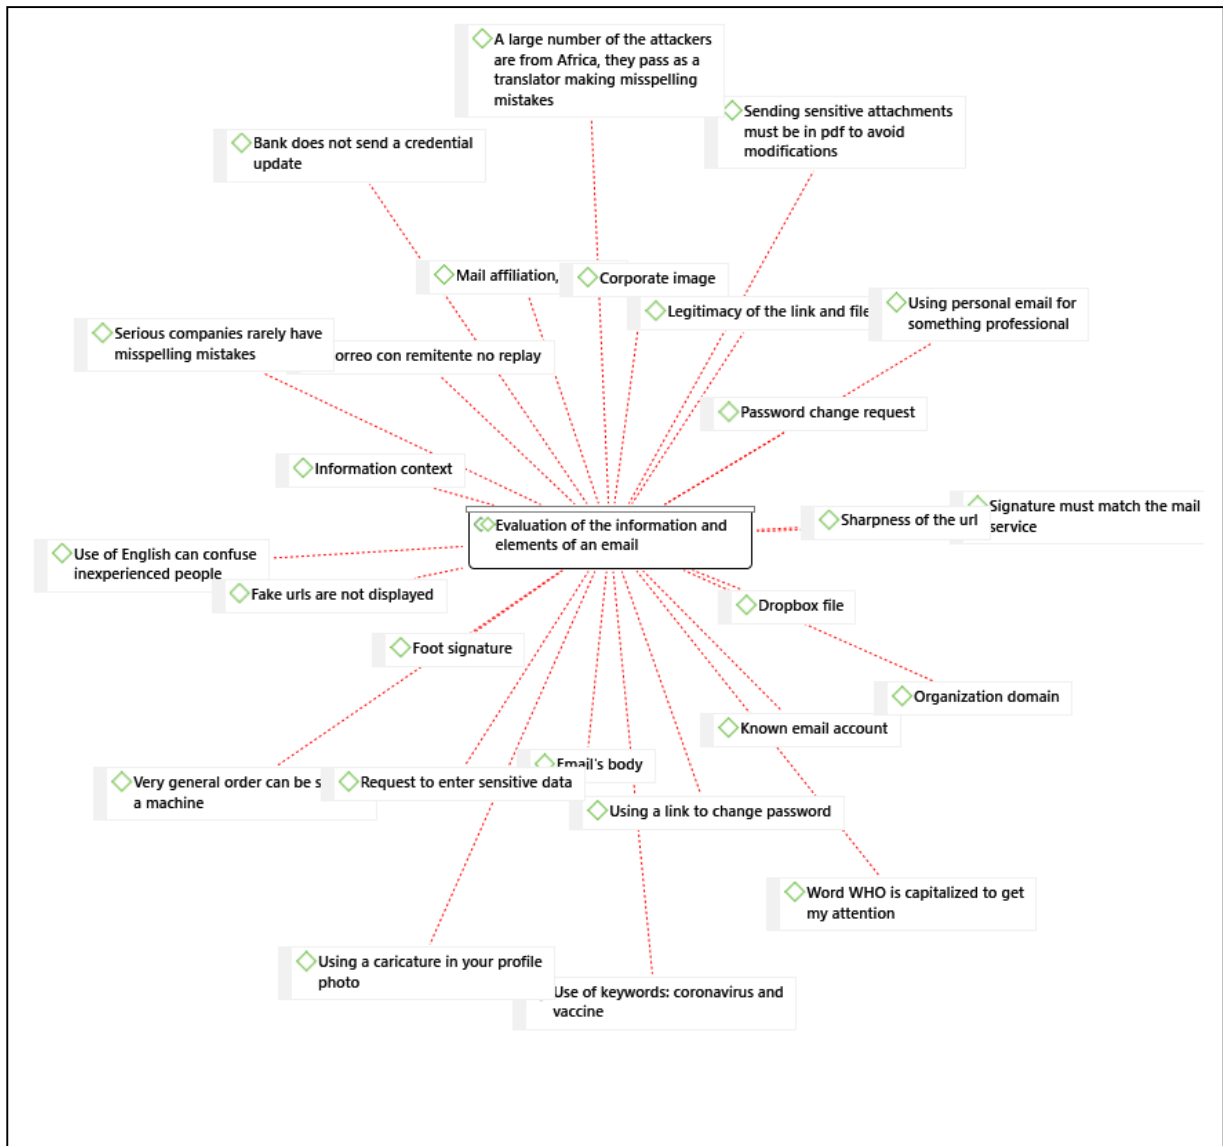 A large number of the attackers
are from Africa, they pass as a
translator making misspelling
mistakes
Sending sensitive attachments
must be in pdf to avoid
modifications
Bank does not send a credential
update
Mail affiliation,
Corporate image
Legitimacy of the link and file
Using personal email for
something professional
Serious companies rarely have
misspelling mistakes
orreo con remitente no replay
Password change request
Information context
Signature must match the mail
service
Sharpness of the url
Evaluation of the information and
elements of an email
Use of English can confuse
inexperienced people
Fake urls are not displayed
Dropbox file
Foot signature
Organization domain
Known email account
Email's body
Very general order can be s
a machine
Request to enter sensitive data
Using a link to change password
Word WHO is capitalized to get
my attention
Using a caricature in your profile
photo
Use of keywords: coronavirus and
vaccine